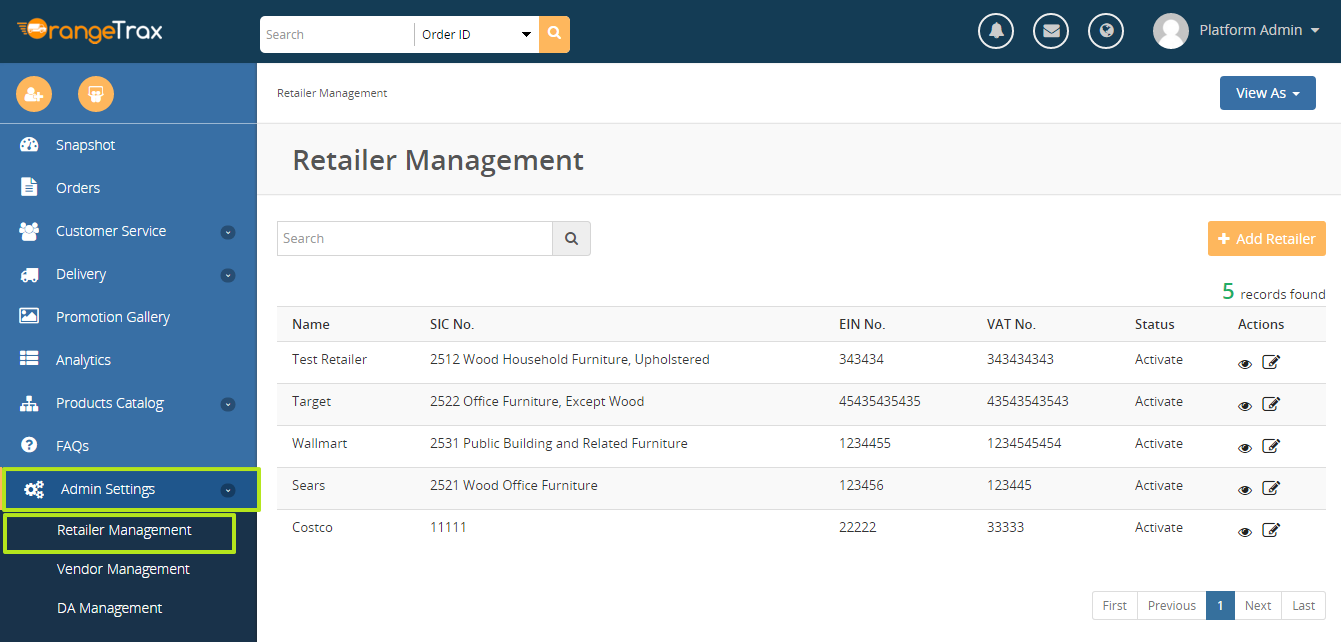 OrangeTrax
Search Order ID
Platform Admin
Retailer Management
View As
Snapshot
Orders
Customer Service
Delivery
Promotion Gallery
Analytics
Products Catalog
FAQs
Admin Settings
Retailer Management
Vendor Management
DA Management
Retailer Management
Search
+ Add Retailer
5 records found
Name SIC No. EIN No. VAT No. Status Actions
Test Retailer 2512 Wood Household Furniture, Upholstered 343434 343434343 Activate
Target 2522 Office Furniture, Except Wood 45435435435 43543543543 Activate
Wallmart 2531 Public Building and Related Furniture 1234455 1234545454 Activate
Sears 2521 Wood Office Furniture 123456 123445 Activate
Costco 11111 22222 33333 Activate
First Previous 1 Next Last